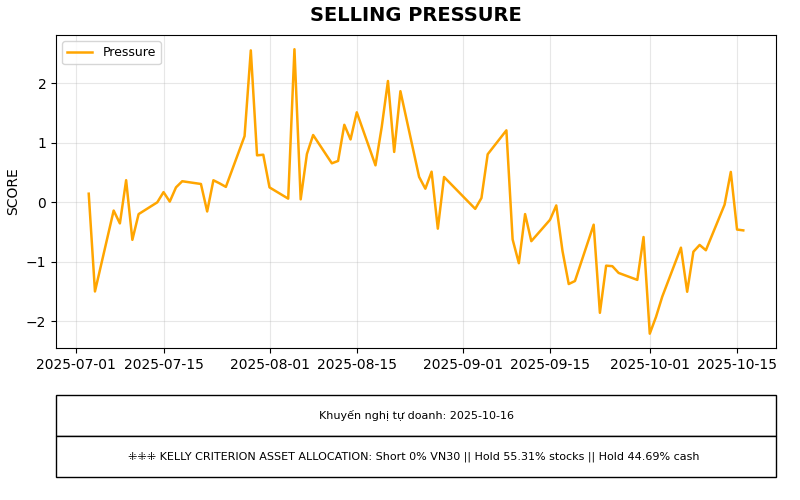 SELLING PRESSURE
Pressure
SCORE
2
1
0
−1
−2
2025-07-01 2025-07-15 2025-08-01 2025-08-15 2025-09-01 2025-09-15 2025-10-01 2025-10-15
Khuyến nghị tự doanh: 2025-10-16
⁜⁜⁜ KELLY CRITERION ASSET ALLOCATION: Short 0% VN30 || Hold 55.31% stocks || Hold 44.69% cash